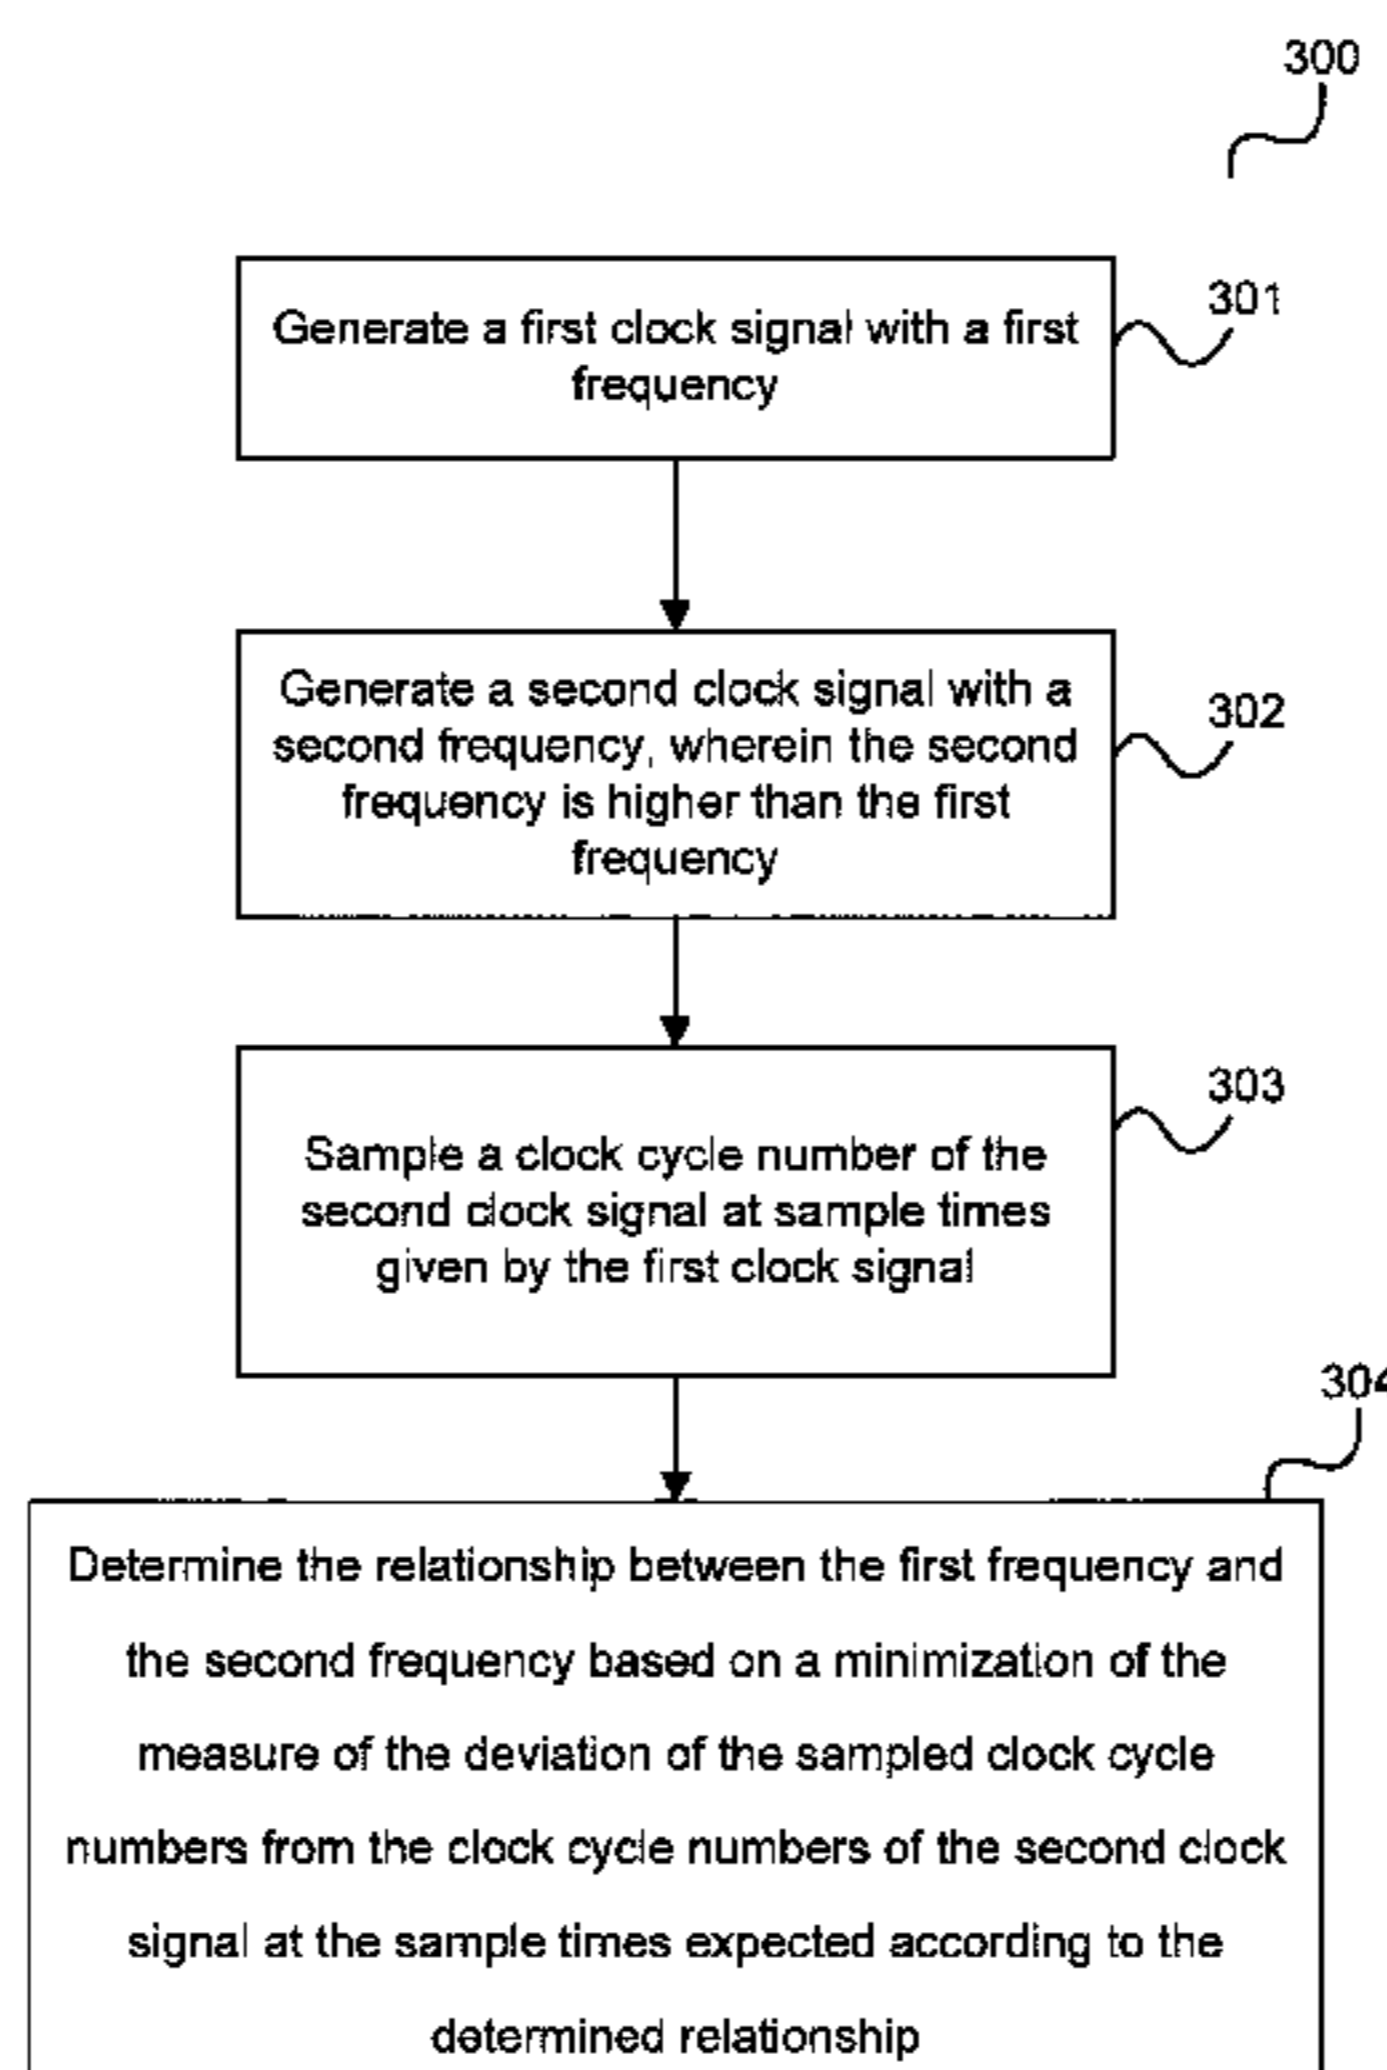 300
Generate a first clock signal with a first
frequency
301
Generate a second clock signal with a
second frequency, wherein the second
frequency is higher than the first
frequency
302
Sample a clock cycle number of the
second clock signal at sample times
given by the first clock signal
303
304
Determine the relationship between the first frequency and
the second frequency based on a minimization of the
measure of the deviation of the sampled clock cycle
numbers from the clock cycle numbers of the second clock
signal at the sample times expected according to the
determined relationship